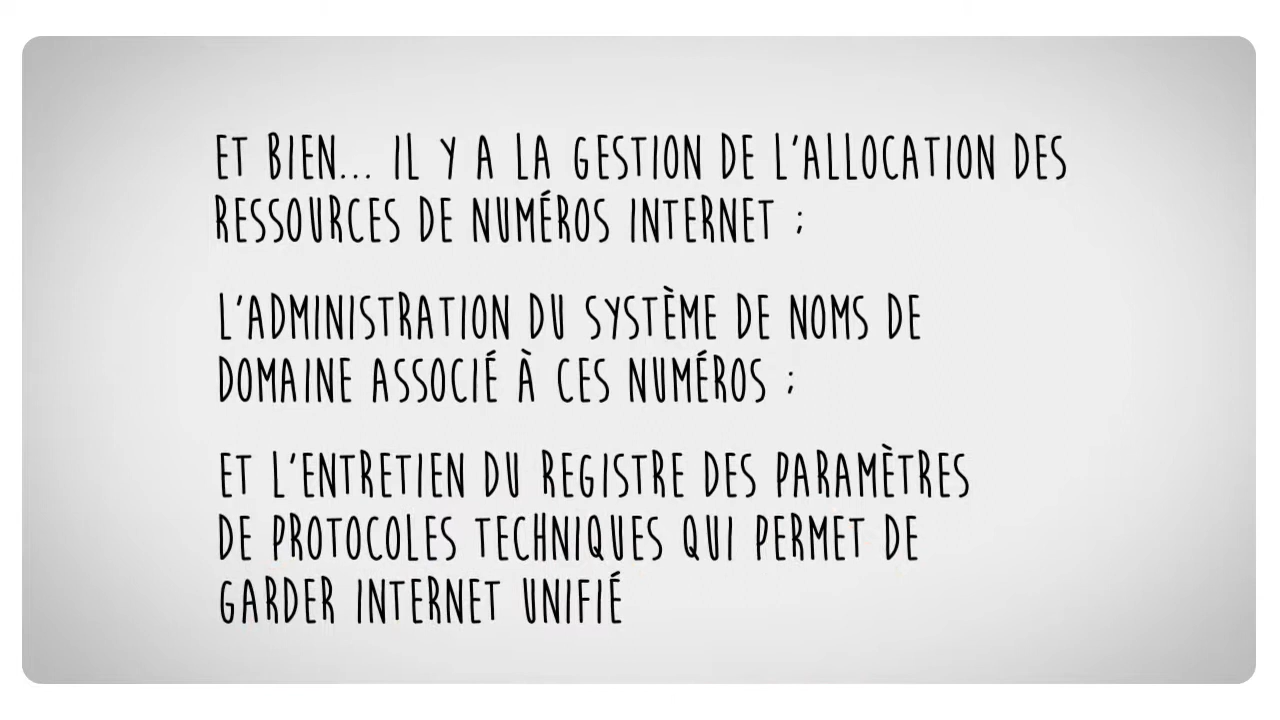 ET BIEN... IL Y A LA GESTION DE L'ALLOCATION DES
RESSOURCES DE NUMÉROS INTERNET ;
L'ADMINISTRATION DU SYSTÈME DE NOMS DE
DOMAINE ASSOCIÉ À CES NUMÉROS ;
ET L'ENTRETIEN DU REGISTRE DES PARAMÈTRES
DE PROTOCOLES TECHNIQUES QUI PERMET DE
GARDER INTERNET UNIFIÉ